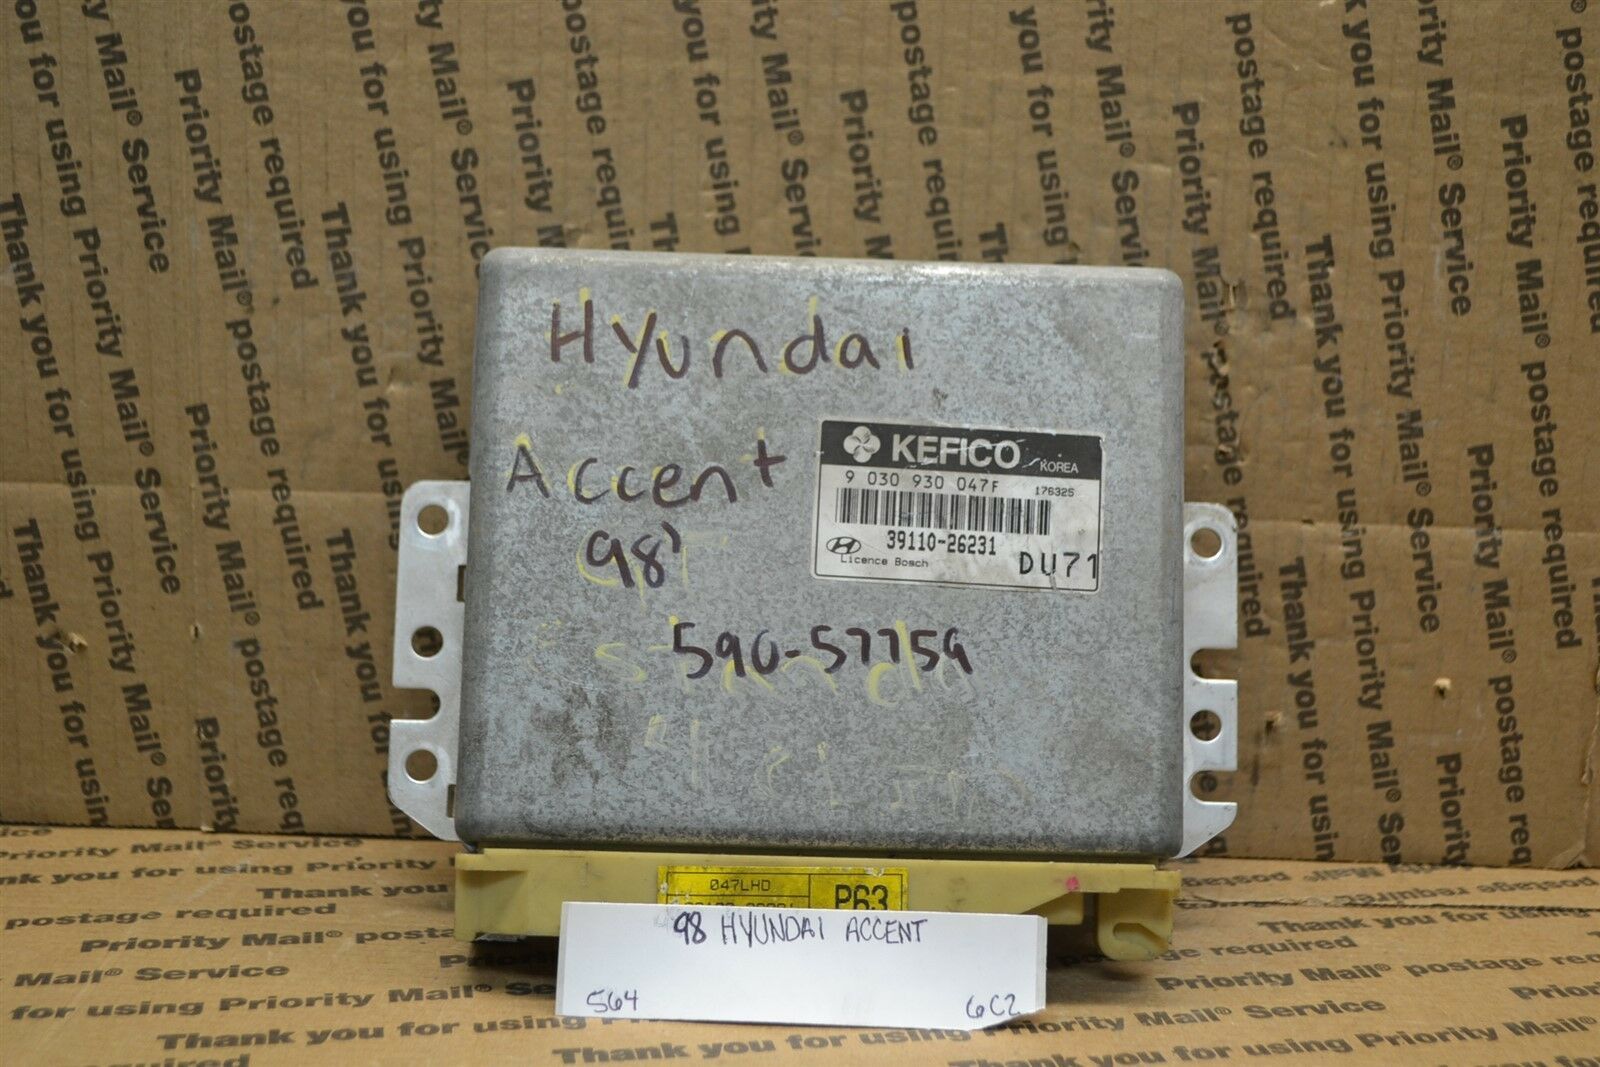 Hyundai
Accent
98'
KEFICO KOREA
9 030 930 047F 176325
39110-26231
Licence Bosch
DU71
590-57759
047LHD
P63
98 HYUNDAI ACCENT
564
6C2
Thank you for using Priority Mail® Service
Priority Mail® postage required